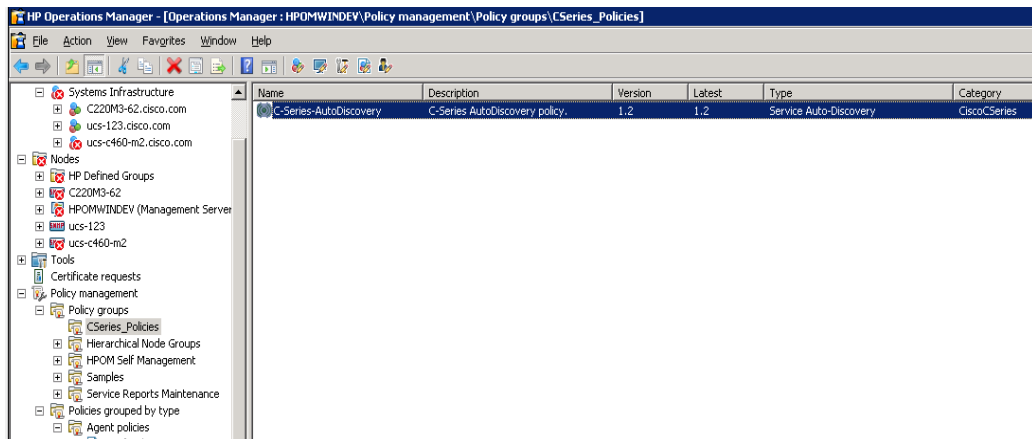 HP Operations Manager - [Operations Manager : HPOMWINDEV\Policy management\Policy groups\CSeries_Policies]
File Action View Favorites Window Help
Systems Infrastructure
C220M3-62.cisco.com
ucs-123.cisco.com
ucs-c460-m2.cisco.com
Nodes
HP Defined Groups
C220M3-62
HPOMWINDEV (Management Server
ucs-123
ucs-c460-m2
Tools
Certificate requests
Policy management
Policy groups
CSeries_Policies
Hierarchical Node Groups
HPOM Self Management
Samples
Service Reports Maintenance
Policies grouped by type
Agent policies
Name Description Version Latest Type Category
C-Series-AutoDiscovery C-Series AutoDiscovery policy. 1.2 1.2 Service Auto-Discovery CiscoCSeries